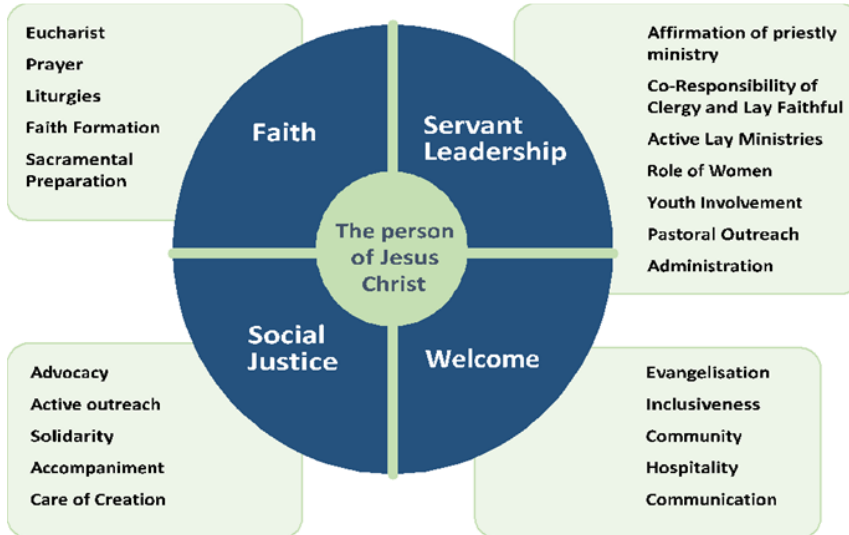 Eucharist
Prayer
Liturgies
Faith Formation
Sacramental
Preparation
Faith
Servant
Leadership
Affirmation of priestly
ministry
Co-Responsibility of
Clergy and Lay Faithful
Active Lay Ministries
Role of Women
Youth Involvement
Pastoral Outreach
Administration
The person
of Jesus
Christ
Social
Justice
Welcome
Advocacy
Active outreach
Solidarity
Accompaniment
Care of Creation
Evangelisation
Inclusiveness
Community
Hospitality
Communication